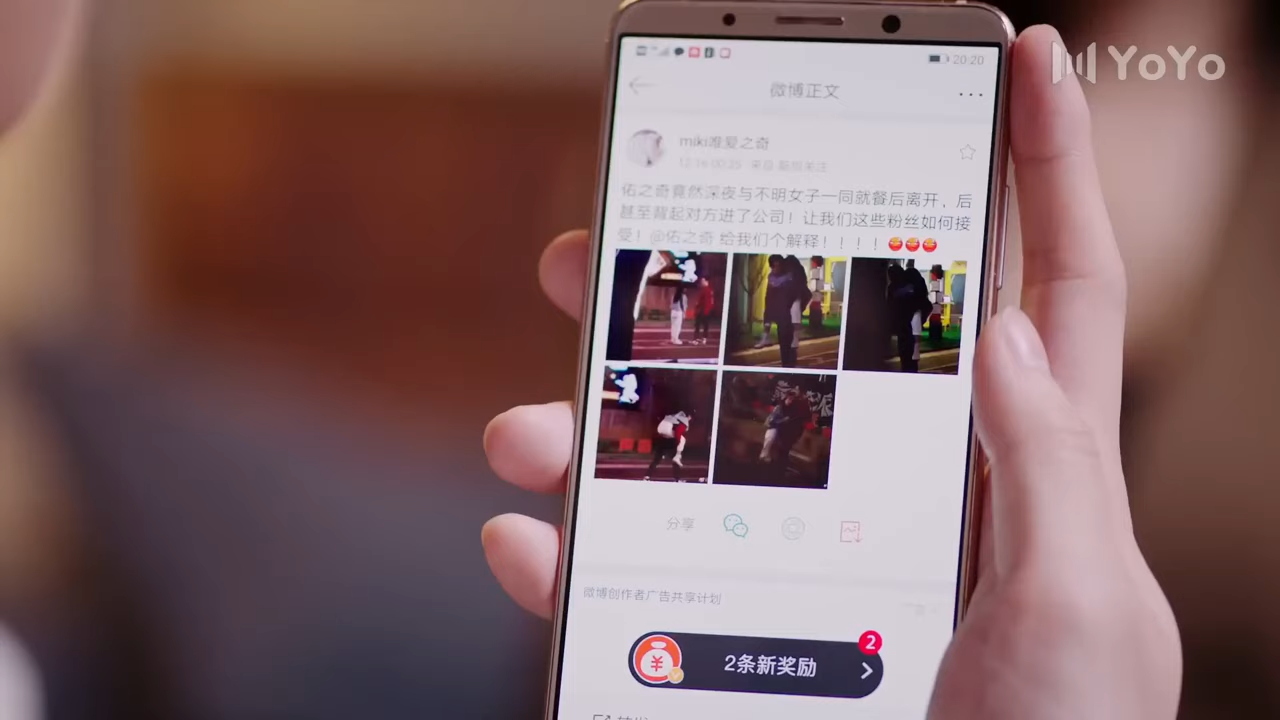 YoYo
20:20
微博正文
miki唯爱之奇
佑之奇竟然深夜与不明女子一同就餐后离开，后
甚至背起对方进了公司！让我们这些粉丝如何接
受！@佑之奇 给我们个解释！！！！
分享
微博创作者广告共享计划
2
2条新奖励